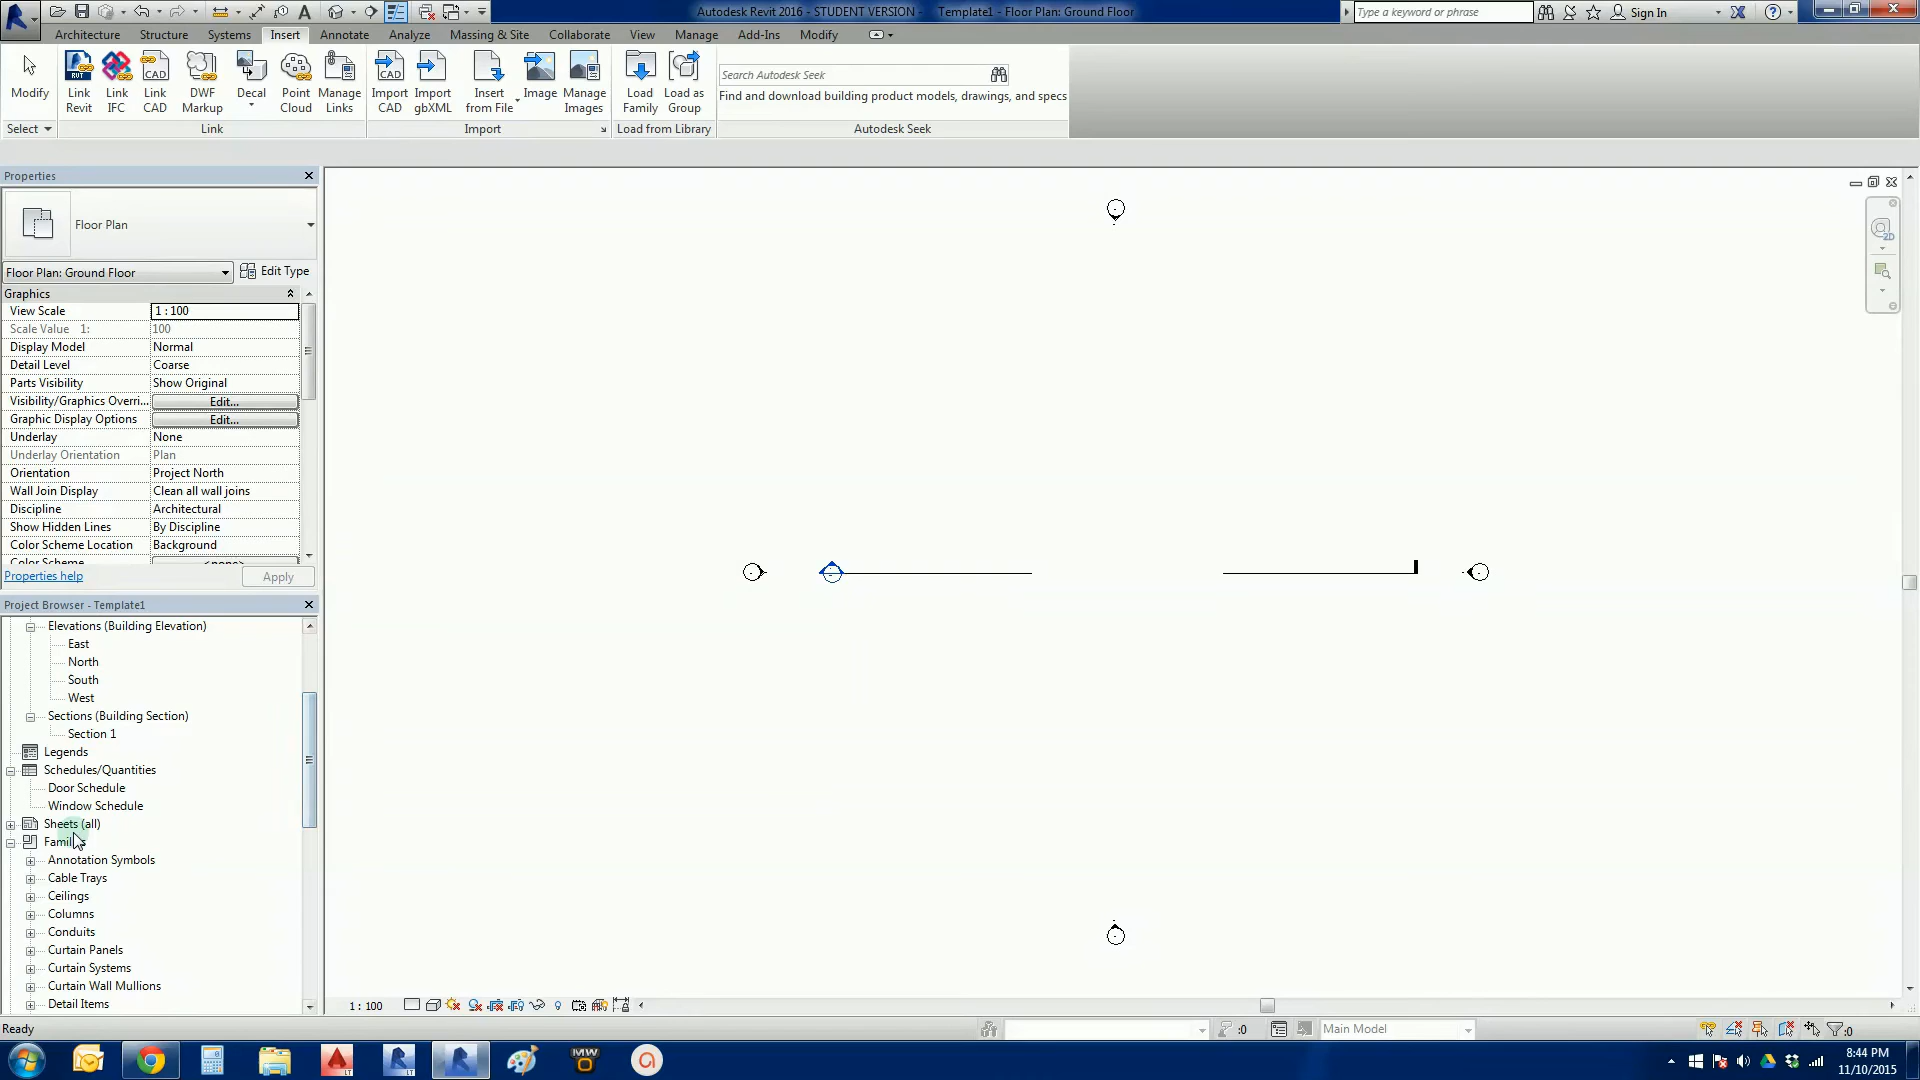 Autodesk Revit 2016 - STUDENT VERSION - Template1 - Floor Plan: Ground Floor
Type a keyword or phrase
Sign In
Architecture Structure Systems Insert Annotate Analyze Massing & Site Collaborate View Manage Add-Ins Modify
Modify
Link Revit
Link IFC
Link CAD
DWF Markup
Decal
Point Cloud
Manage Links
Import CAD
Import gbXML
Insert from File
Image
Manage Images
Load Family
Load as Group
Search Autodesk Seek
Find and download building product models, drawings, and specs
Select Link Import Load from Library Autodesk Seek
Properties
Floor Plan
Floor Plan: Ground Floor Edit Type
Graphics
View Scale 1 : 100
Scale Value 1: 100
Display Model Normal
Detail Level Coarse
Parts Visibility Show Original
Visibility/Graphics Overri... Edit...
Graphic Display Options Edit...
Underlay None
Underlay Orientation Plan
Orientation Project North
Wall Join Display Clean all wall joins
Discipline Architectural
Show Hidden Lines By Discipline
Color Scheme Location Background
Color Scheme <none>
Properties help Apply
Project Browser - Template1
Elevations (Building Elevation)
East
North
South
West
Sections (Building Section)
Section 1
Legends
Schedules/Quantities
Door Schedule
Window Schedule
Sheets (all)
Families
Annotation Symbols
Cable Trays
Ceilings
Columns
Conduits
Curtain Panels
Curtain Systems
Curtain Wall Mullions
Detail Items
1 : 100
Ready
:0
Main Model
:0
8:44 PM
11/10/2015